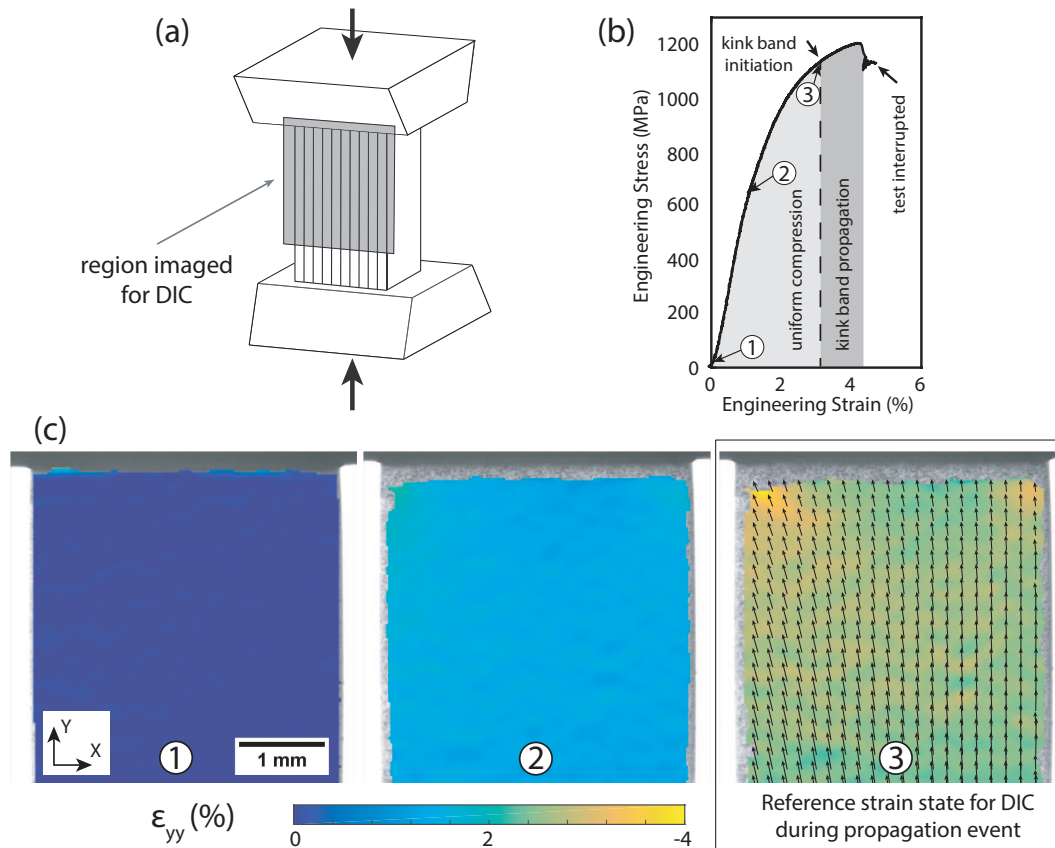 (a)
region imaged
for DIC
(b)
Engineering Stress (MPa)
1200
1000
800
600
400
200
0
0
2
4
6
Engineering Strain (%)
kink band
initiation
3
2
1
uniform compression
kink band propagation
test interrupted
(c)
Y
X
1
1 mm
2
3
εyy (%)
0
2
-4
Reference strain state for DIC
during propagation event